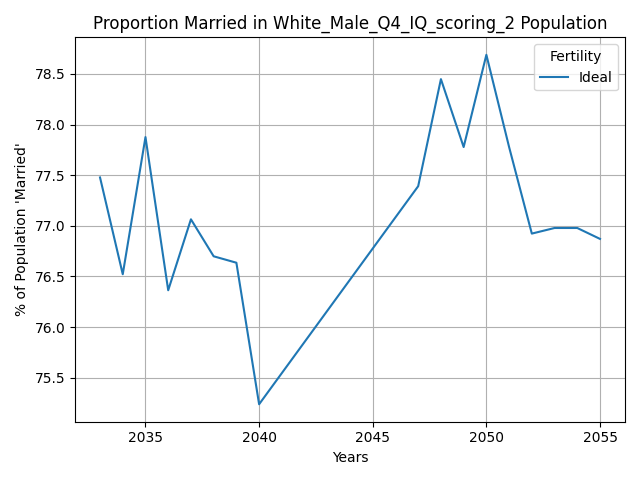 Proportion Married in White_Male_Q4_IQ_scoring_2 Population
Fertility
Ideal
% of Population 'Married'
78.5
78.0
77.5
77.0
76.5
76.0
75.5
2035
2040
2045
2050
2055
Years